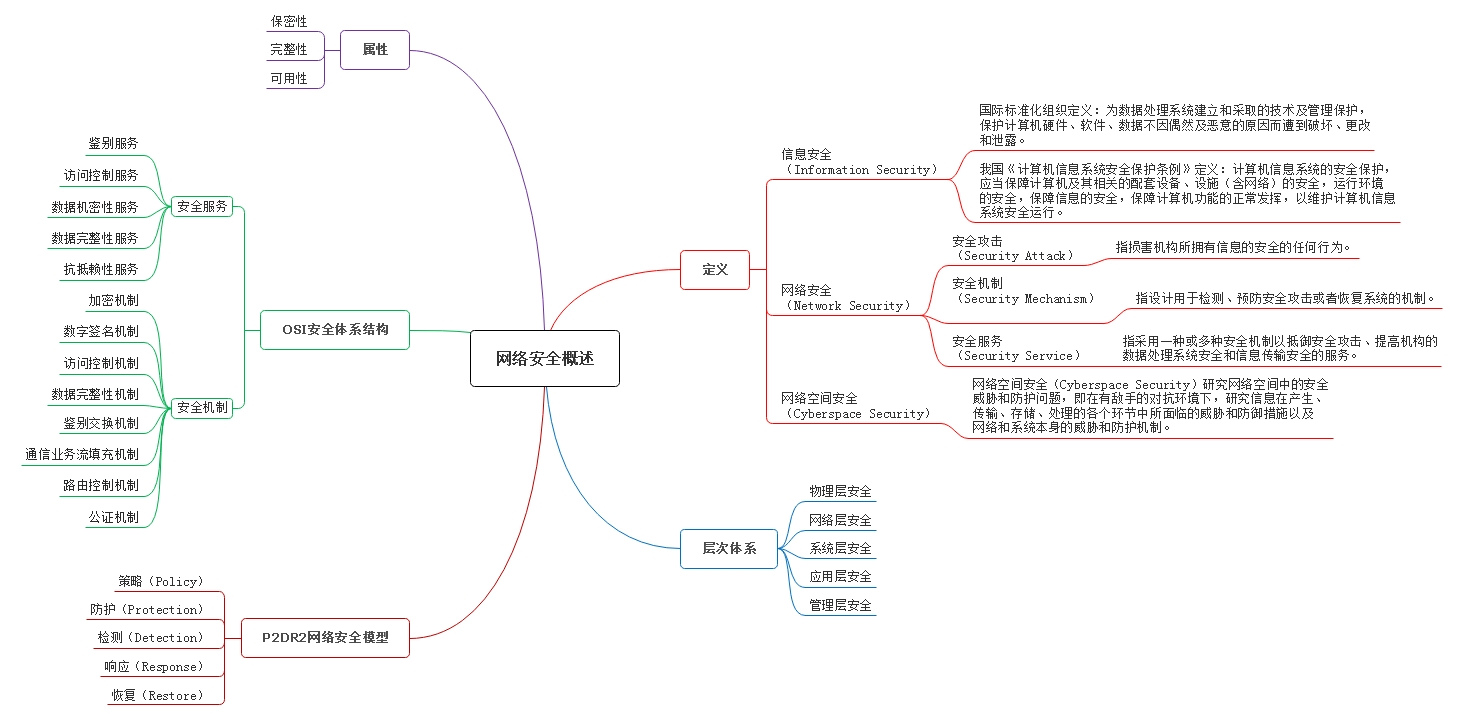 网络安全概述
属性
保密性
完整性
可用性
OSI安全体系结构
安全服务
鉴别服务
访问控制服务
数据机密性服务
数据完整性服务
抗抵赖性服务
安全机制
加密机制
数字签名机制
访问控制机制
数据完整性机制
鉴别交换机制
通信业务流填充机制
路由控制机制
公证机制
P2DR2网络安全模型
策略（Policy）
防护（Protection）
检测（Detection）
响应（Response）
恢复（Restore）
定义
信息安全
（Information Security）
国际标准化组织定义：为数据处理系统建立和采取的技术及管理保护，
保护计算机硬件、软件、数据不因偶然及恶意的原因而遭到破坏、更改
和泄露。
我国《计算机信息系统安全保护条例》定义：计算机信息系统的安全保护，
应当保障计算机及其相关的配套设备、设施（含网络）的安全，运行环境
的安全，保障信息的安全，保障计算机功能的正常发挥，以维护计算机信息
系统安全运行。
网络安全
（Network Security）
安全攻击
（Security Attack）
指损害机构所拥有信息的安全的任何行为。
安全机制
（Security Mechanism）
指设计用于检测、预防安全攻击或者恢复系统的机制。
安全服务
（Security Service）
指采用一种或多种安全机制以抵御安全攻击、提高机构的
数据处理系统安全和信息传输安全的服务。
网络空间安全
（Cyberspace Security）
网络空间安全（Cyberspace Security）研究网络空间中的安全
威胁和防护问题，即在有敌手的对抗环境下，研究信息在产生、
传输、存储、处理的各个环节中所面临的威胁和防御措施以及
网络和系统本身的威胁和防护机制。
层次体系
物理层安全
网络层安全
系统层安全
应用层安全
管理层安全